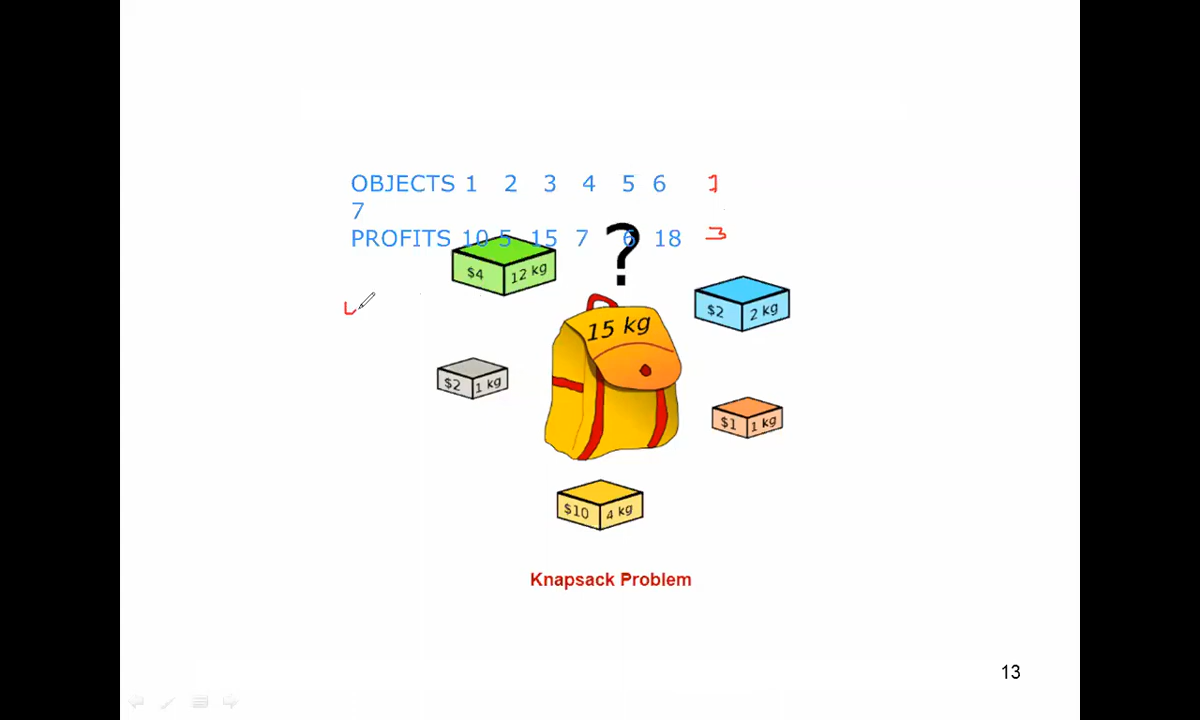 OBJECTS 1 2 3 4 5 6
7
PROFITS 10 5 15 7 6 18 3
?
$4 12 kg
15 kg
$2 2 kg
$2 1 kg
$1 1 kg
$10 4 kg
Knapsack Problem
13